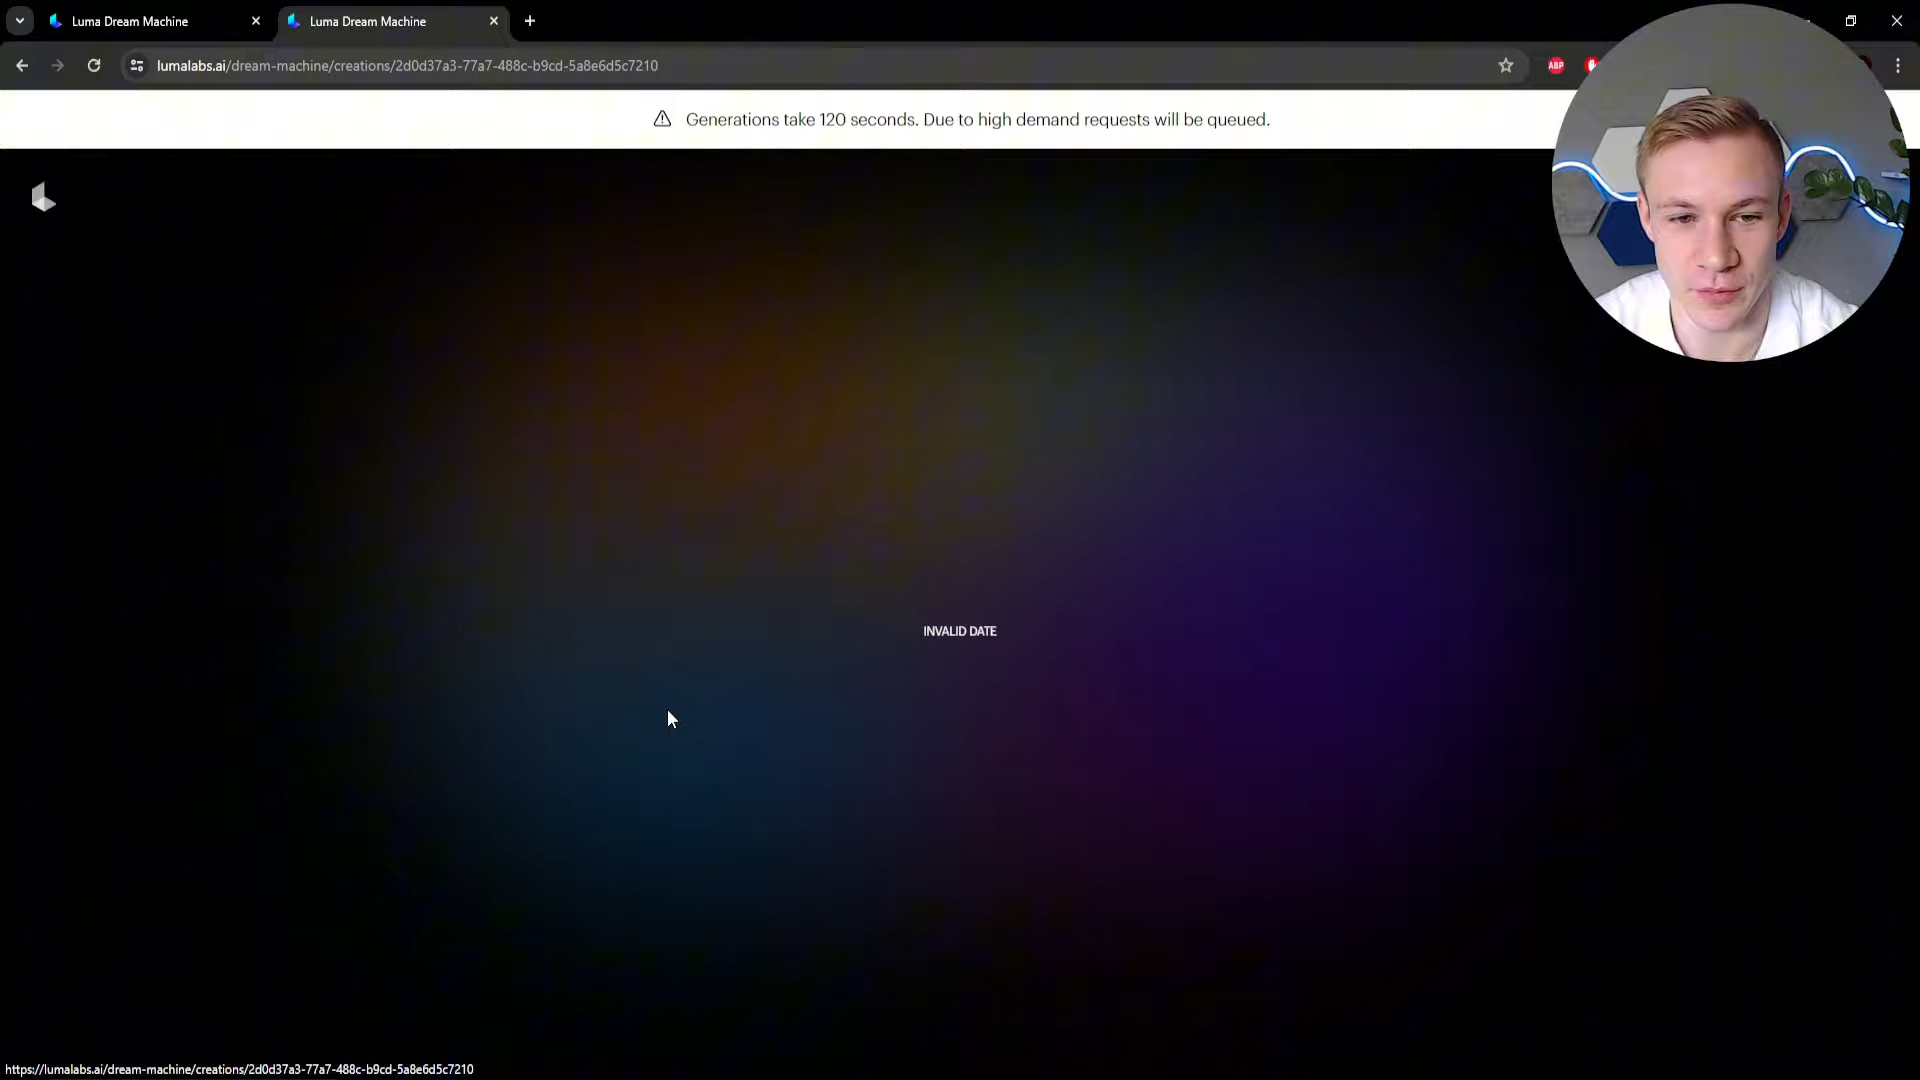 Luma Dream Machine
Luma Dream Machine
lumalabs.ai/dream-machine/creations/2d0d37a3-77a7-488c-b9cd-5a8e6d5c7210
ABP
Generations take 120 seconds. Due to high demand requests will be queued.
INVALID DATE
https://lumalabs.ai/dream-machine/creations/2d0d37a3-77a7-488c-b9cd-5a8e6d5c7210